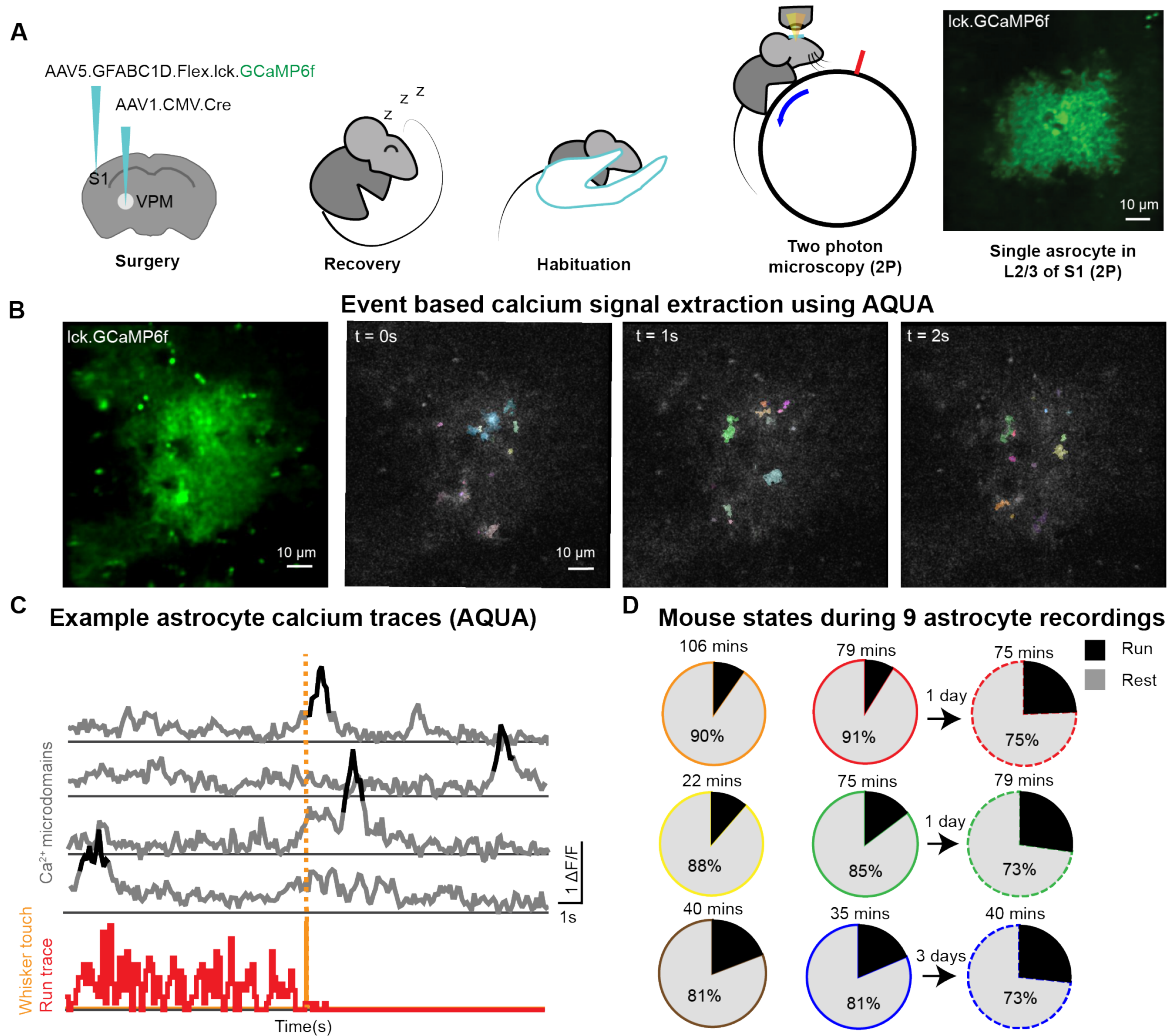 A
AAV5.GFABC1D.Flex.lck.GCaMP6f
AAV1.CMV.Cre
S1
VPM
Surgery
z z z
Recovery
Habituation
Two photon
microscopy (2P)
lck.GCaMP6f
10 µm
Single asrocyte in
L2/3 of S1 (2P)
B
Event based calcium signal extraction using AQUA
lck.GCaMP6f
10 µm
t = 0s
10 µm
t = 1s
t = 2s
C
Example astrocyte calcium traces (AQUA)
Ca²⁺ microdomains
1 ΔF/F
1s
Whisker touch
Run trace
Time(s)
D
Mouse states during 9 astrocyte recordings
Run
Rest
106 mins
90%
79 mins
91%
1 day
75 mins
75%
22 mins
88%
75 mins
85%
1 day
79 mins
73%
40 mins
81%
35 mins
81%
3 days
40 mins
73%